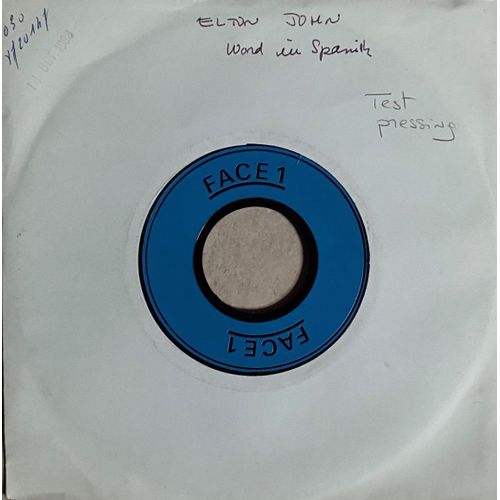 ELTON JOHN
Word in Spanish
Test
pressing
FACE 1
FACE 1